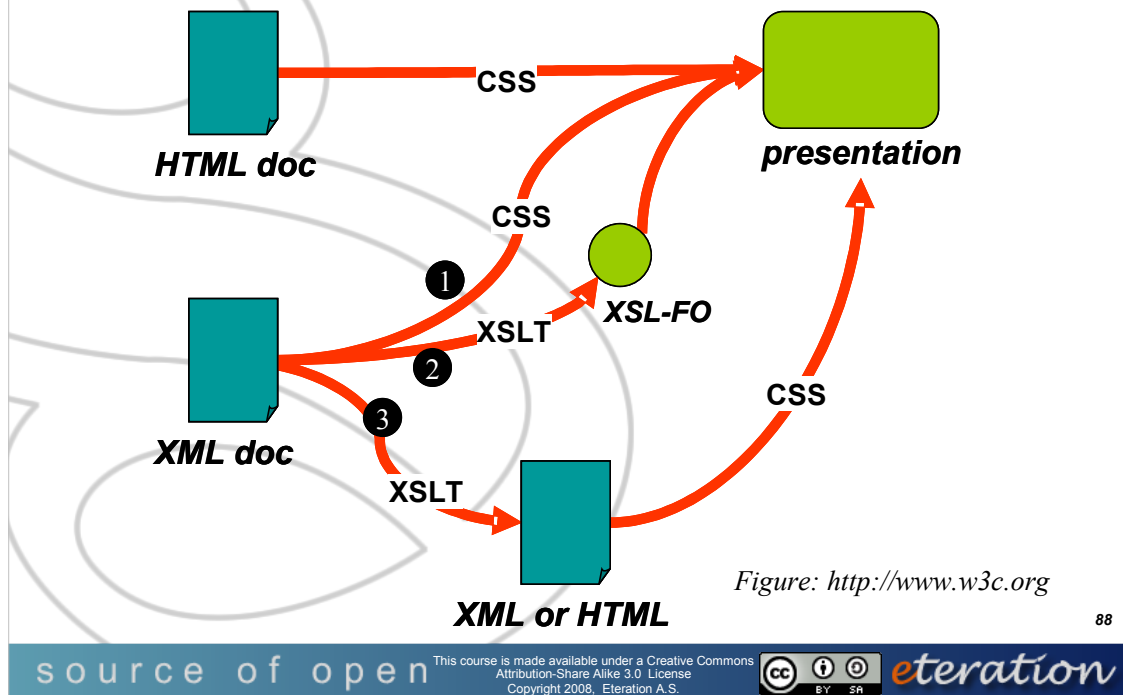 CSS
HTML doc
presentation
CSS
1
XSL-FO
XSLT
2
3
CSS
XML doc
XSLT
Figure: http://www.w3c.org
XML or HTML
88
source of open
This course is made available under a Creative Commons
Attribution-Share Alike 3.0 License
Copyright 2008, Eteration A.S.
cc
BY SA
eteration